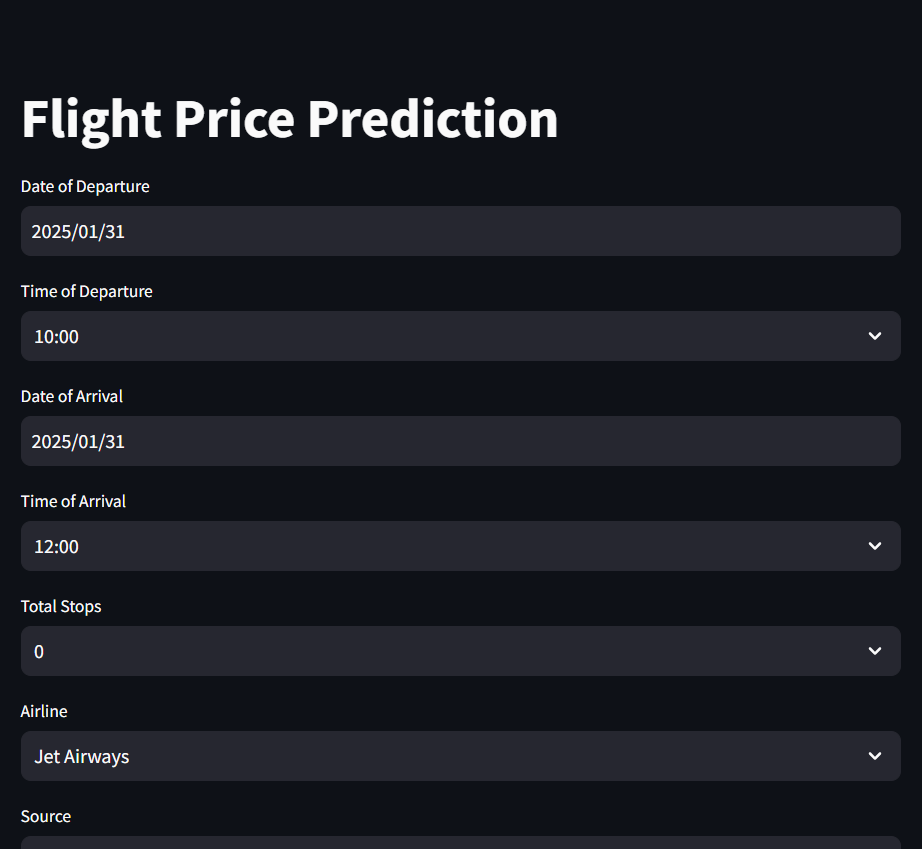 Flight Price Prediction
Date of Departure
2025/01/31
Time of Departure
10:00
Date of Arrival
2025/01/31
Time of Arrival
12:00
Total Stops
0
Airline
Jet Airways
Source